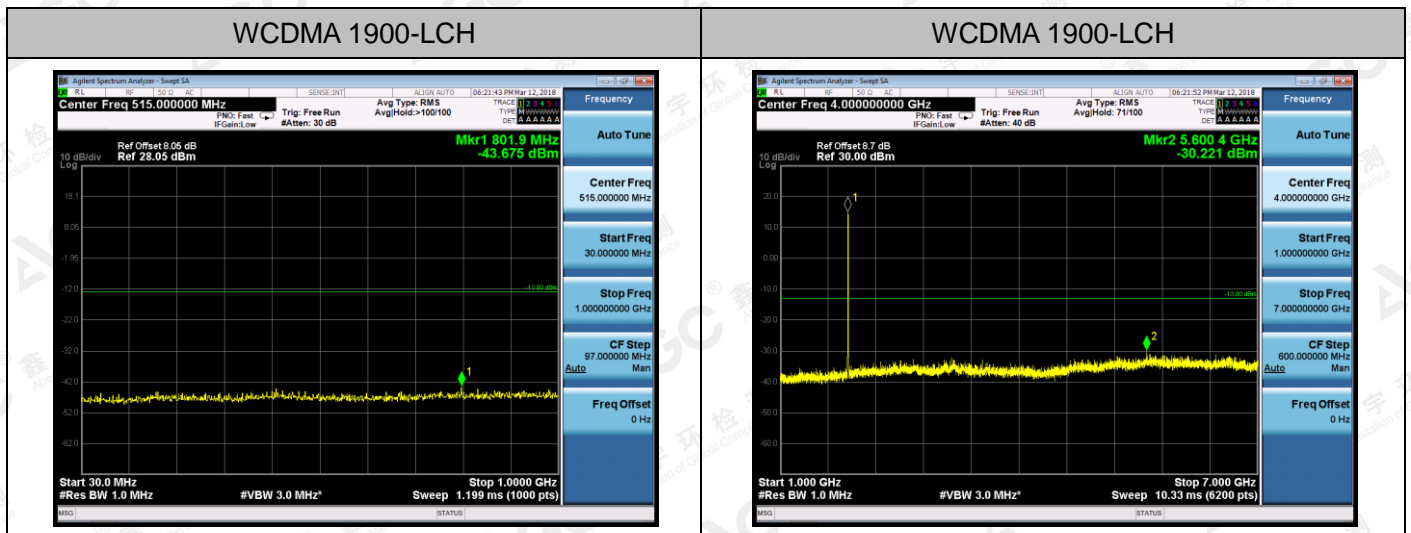 WCDMA 1900-LCH
Agilent Spectrum Analyzer - Swept SA
RL RF 50 Ω AC SENSE:INT ALIGN AUTO 06:21:43 PM Mar 12, 2018
Center Freq 515.000000 MHz
PNO: Fast
IFGain:Low
Trig: Free Run
#Atten: 30 dB
Avg Type: RMS
Avg|Hold:>100/100
TRACE 1 2 3 4 5 6
TYPE M WWWWW
DET A A A A A A
Mkr1 801.9 MHz
-43.675 dBm
Ref Offset 8.05 dB
10 dB/div Ref 28.05 dBm
Log
18.1
8.05
-1.95
-12.0
-13.00 dBm
-22.0
-32.0
-42.0
1
-52.0
-62.0
Start 30.0 MHz Stop 1.0000 GHz
#Res BW 1.0 MHz #VBW 3.0 MHz* Sweep 1.199 ms (1000 pts)
MSG STATUS
Frequency
Auto Tune
Center Freq
515.000000 MHz
Start Freq
30.000000 MHz
Stop Freq
1.000000000 GHz
CF Step
97.000000 MHz
Auto Man
Freq Offset
0 Hz
WCDMA 1900-LCH
Agilent Spectrum Analyzer - Swept SA
RL RF 50 Ω AC SENSE:INT ALIGN AUTO 06:21:52 PM Mar 12, 2018
Center Freq 4.000000000 GHz
PNO: Fast
IFGain:Low
Trig: Free Run
#Atten: 40 dB
Avg Type: RMS
Avg|Hold: 71/100
TRACE 1 2 3 4 5 6
TYPE M WWWWW
DET A A A A A A
Mkr2 5.600 4 GHz
-30.221 dBm
Ref Offset 8.7 dB
10 dB/div Ref 30.00 dBm
Log
20.0
1
10.0
0.00
-10.0
-13.00 dBm
-20.0
2
-30.0
-40.0
-50.0
-60.0
Start 1.000 GHz Stop 7.000 GHz
#Res BW 1.0 MHz #VBW 3.0 MHz* Sweep 10.33 ms (6200 pts)
MSG STATUS
Frequency
Auto Tune
Center Freq
4.000000000 GHz
Start Freq
1.000000000 GHz
Stop Freq
7.000000000 GHz
CF Step
600.000000 MHz
Auto Man
Freq Offset
0 Hz